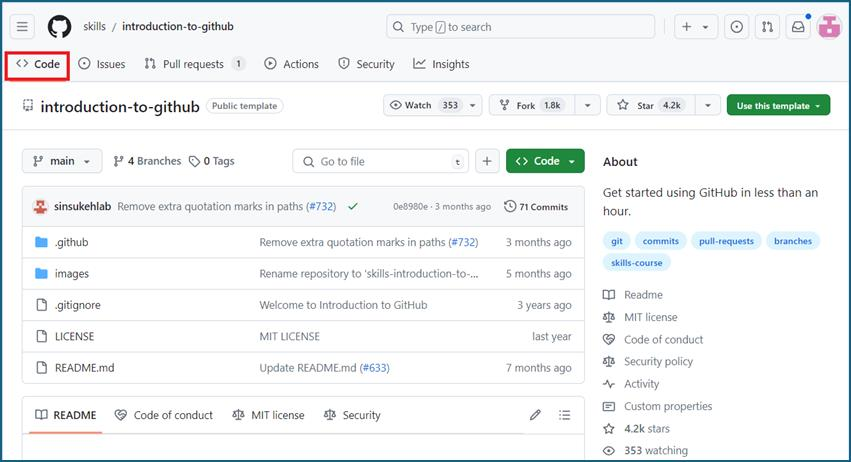 skills / introduction-to-github
Type / to search
Code Issues Pull requests 1 Actions Security Insights
introduction-to-github Public template
Watch 353 Fork 1.8k Star 4.2k Use this template
main 4 Branches 0 Tags Go to file t Code
sinsukehlab Remove extra quotation marks in paths (#732) 0e8980e · 3 months ago 71 Commits
.github Remove extra quotation marks in paths (#732) 3 months ago
images Rename repository to 'skills-introduction-to-... 5 months ago
.gitignore Welcome to Introduction to GitHub 3 years ago
LICENSE MIT LICENSE last year
README.md Update README.md (#633) 7 months ago
README Code of conduct MIT license Security
About
Get started using GitHub in less than an
hour.
git commits pull-requests branches
skills-course
Readme
MIT license
Code of conduct
Security policy
Activity
Custom properties
4.2k stars
353 watching